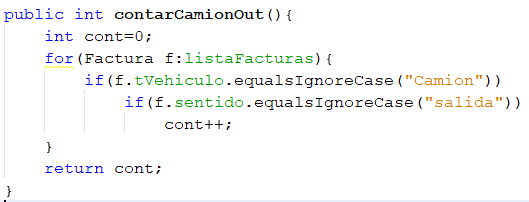 public int contarCamionOut(){
    int cont=0;
    for(Factura f:listaFacturas){
        if(f.tVehiculo.equalsIgnoreCase("Camion"))
            if(f.sentido.equalsIgnoreCase("salida"))
                cont++;
    }
    return cont;
}